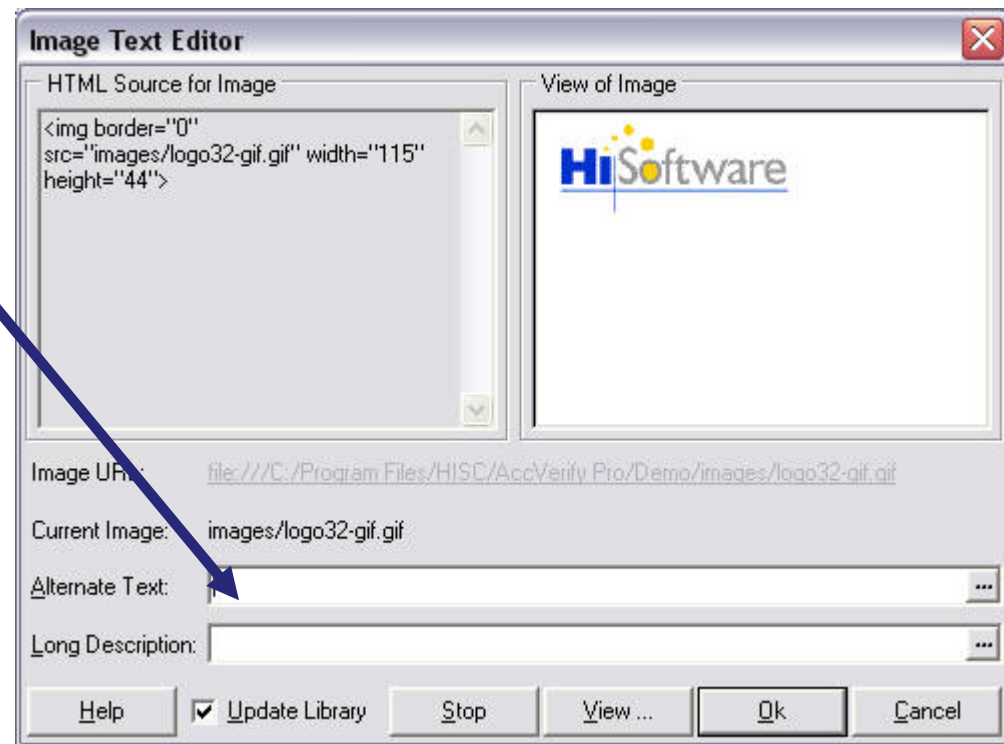 Image Text Editor
HTML Source for Image
<img border="0"
src="images/logo32-gif.gif" width="115"
height="44">
View of Image
HiSoftware
Image URL: file:///C:/Program Files/HISC/AccVerify Pro/Demo/images/logo32-gif.gif
Current Image: images/logo32-gif.gif
Alternate Text: ...
Long Description: ...
Help Update Library Stop View ... Ok Cancel